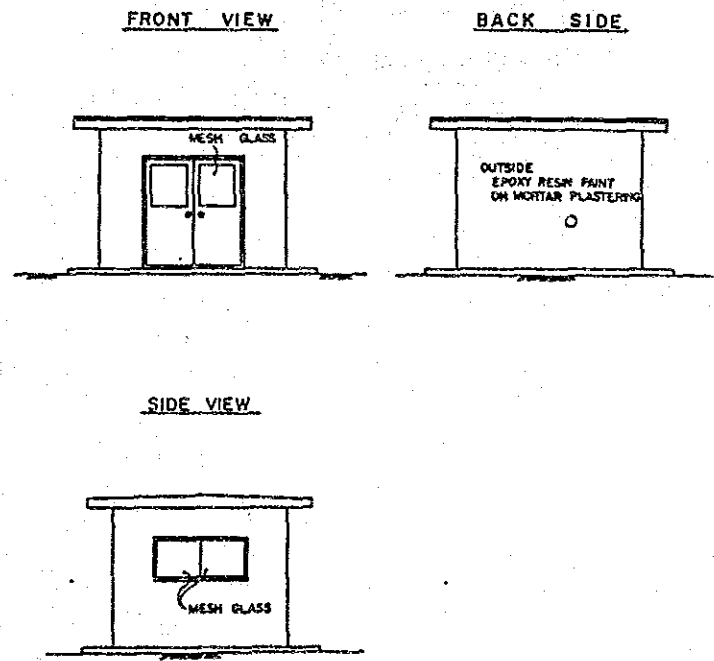 FRONT VIEW
BACK SIDE
MESH GLASS
OUTSIDE
EPOXY RESIN PAINT
ON MORTAR PLASTERING
SIDE VIEW
MESH GLASS